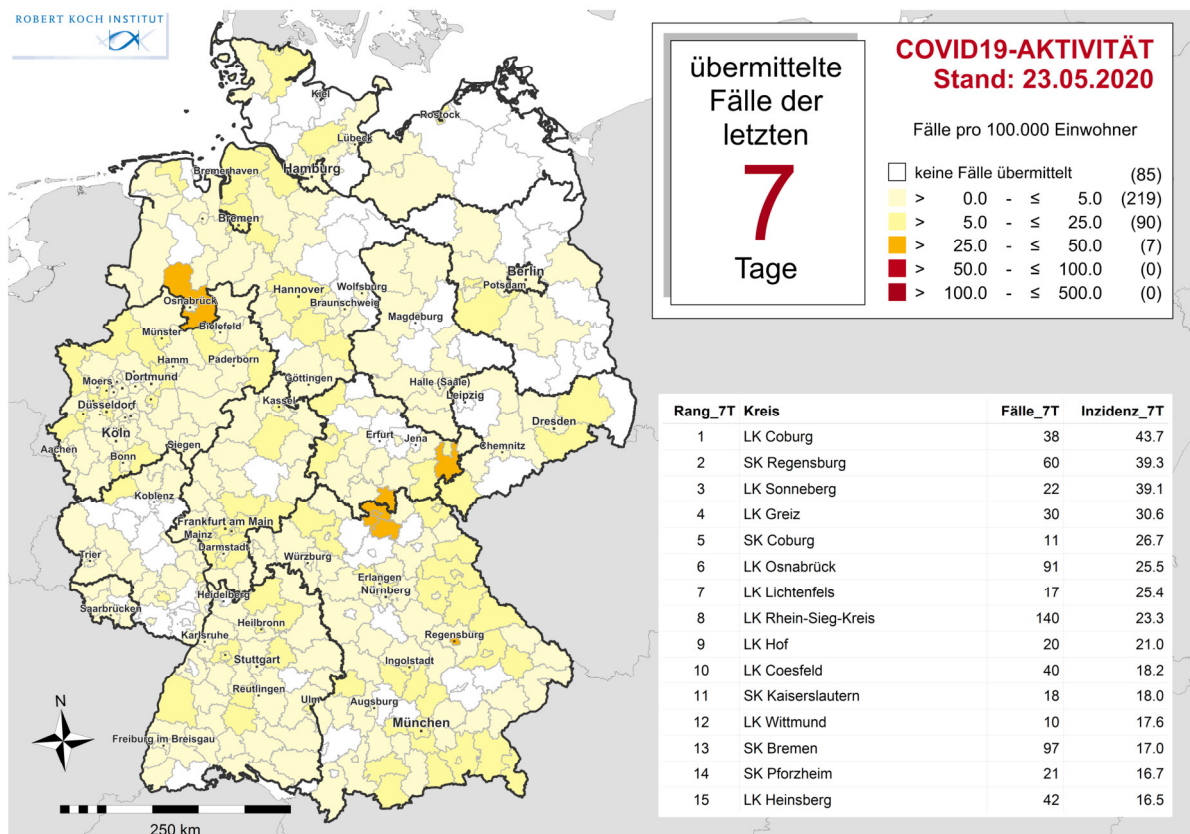 ROBERT KOCH INSTITUT
übermittelte
Fälle der
letzten
7
Tage
COVID19-AKTIVITÄT
Stand: 23.05.2020
Fälle pro 100.000 Einwohner
keine Fälle übermittelt (85)
> 0.0 - ≤ 5.0 (219)
> 5.0 - ≤ 25.0 (90)
> 25.0 - ≤ 50.0 (7)
> 50.0 - ≤ 100.0 (0)
> 100.0 - ≤ 500.0 (0)
Kiel
Rostock
Lübeck
Hamburg
Bremerhaven
Bremen
Berlin
Potsdam
Hannover
Wolfsburg
Braunschweig
Osnabrück
Magdeburg
Bielefeld
Münster
Hamm
Paderborn
Moers
Dortmund
Göttingen
Halle (Saale)
Leipzig
Kassel
Düsseldorf
Dresden
Köln
Erfurt
Jena
Chemnitz
Siegen
Aachen
Bonn
Koblenz
Frankfurt am Main
Mainz
Darmstadt
Würzburg
Trier
Erlangen
Nürnberg
Heidelberg
Saarbrücken
Heilbronn
Karlsruhe
Regensburg
Stuttgart
Ingolstadt
Reutlingen
Ulm
Augsburg
München
Freiburg im Breisgau
N
250 km
Rang_7T Kreis Fälle_7T Inzidenz_7T
1 LK Coburg 38 43.7
2 SK Regensburg 60 39.3
3 LK Sonneberg 22 39.1
4 LK Greiz 30 30.6
5 SK Coburg 11 26.7
6 LK Osnabrück 91 25.5
7 LK Lichtenfels 17 25.4
8 LK Rhein-Sieg-Kreis 140 23.3
9 LK Hof 20 21.0
10 LK Coesfeld 40 18.2
11 SK Kaiserslautern 18 18.0
12 LK Wittmund 10 17.6
13 SK Bremen 97 17.0
14 SK Pforzheim 21 16.7
15 LK Heinsberg 42 16.5